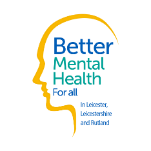 Better
Mental
Health
For all
in Leicester,
Leicestershire
and Rutland